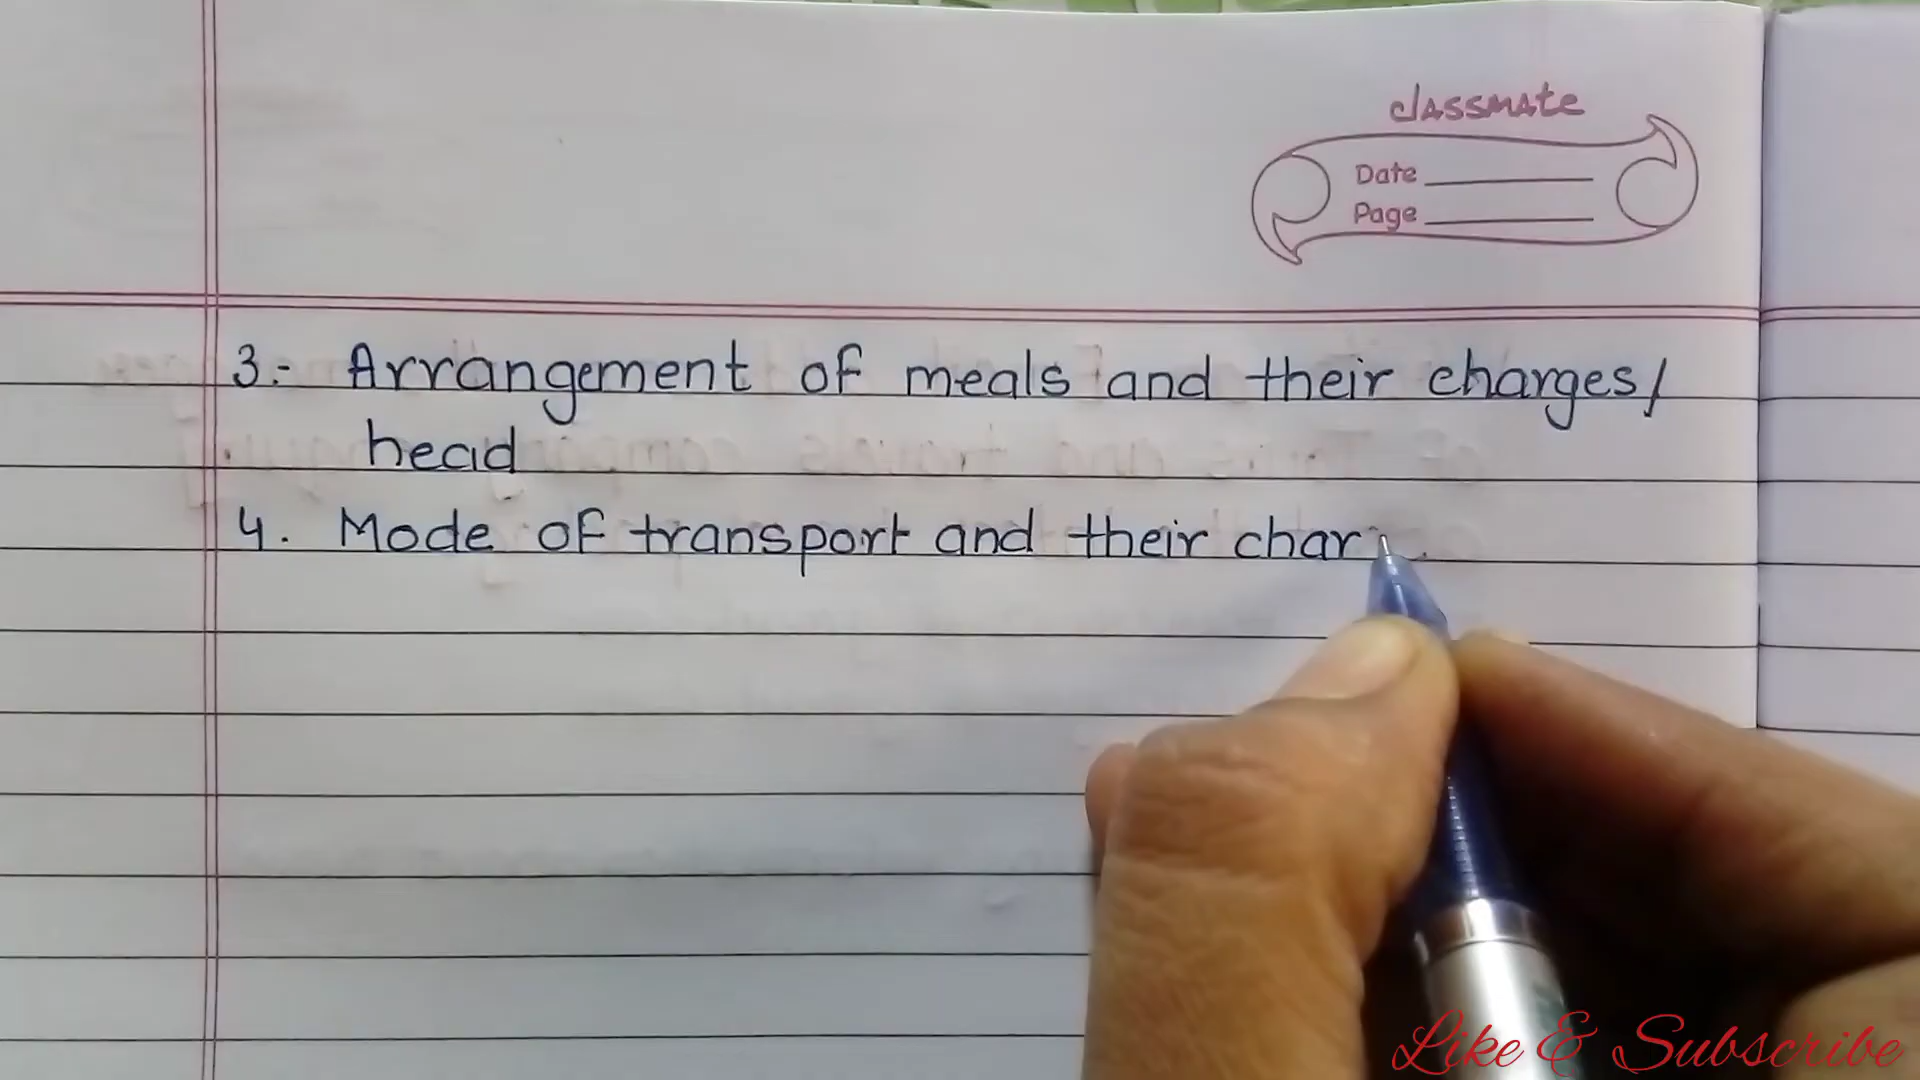 classmate
Date
Page
3:- Arrangement of meals and their charges/
head
4. Mode of transport and their char
Like & Subscribe